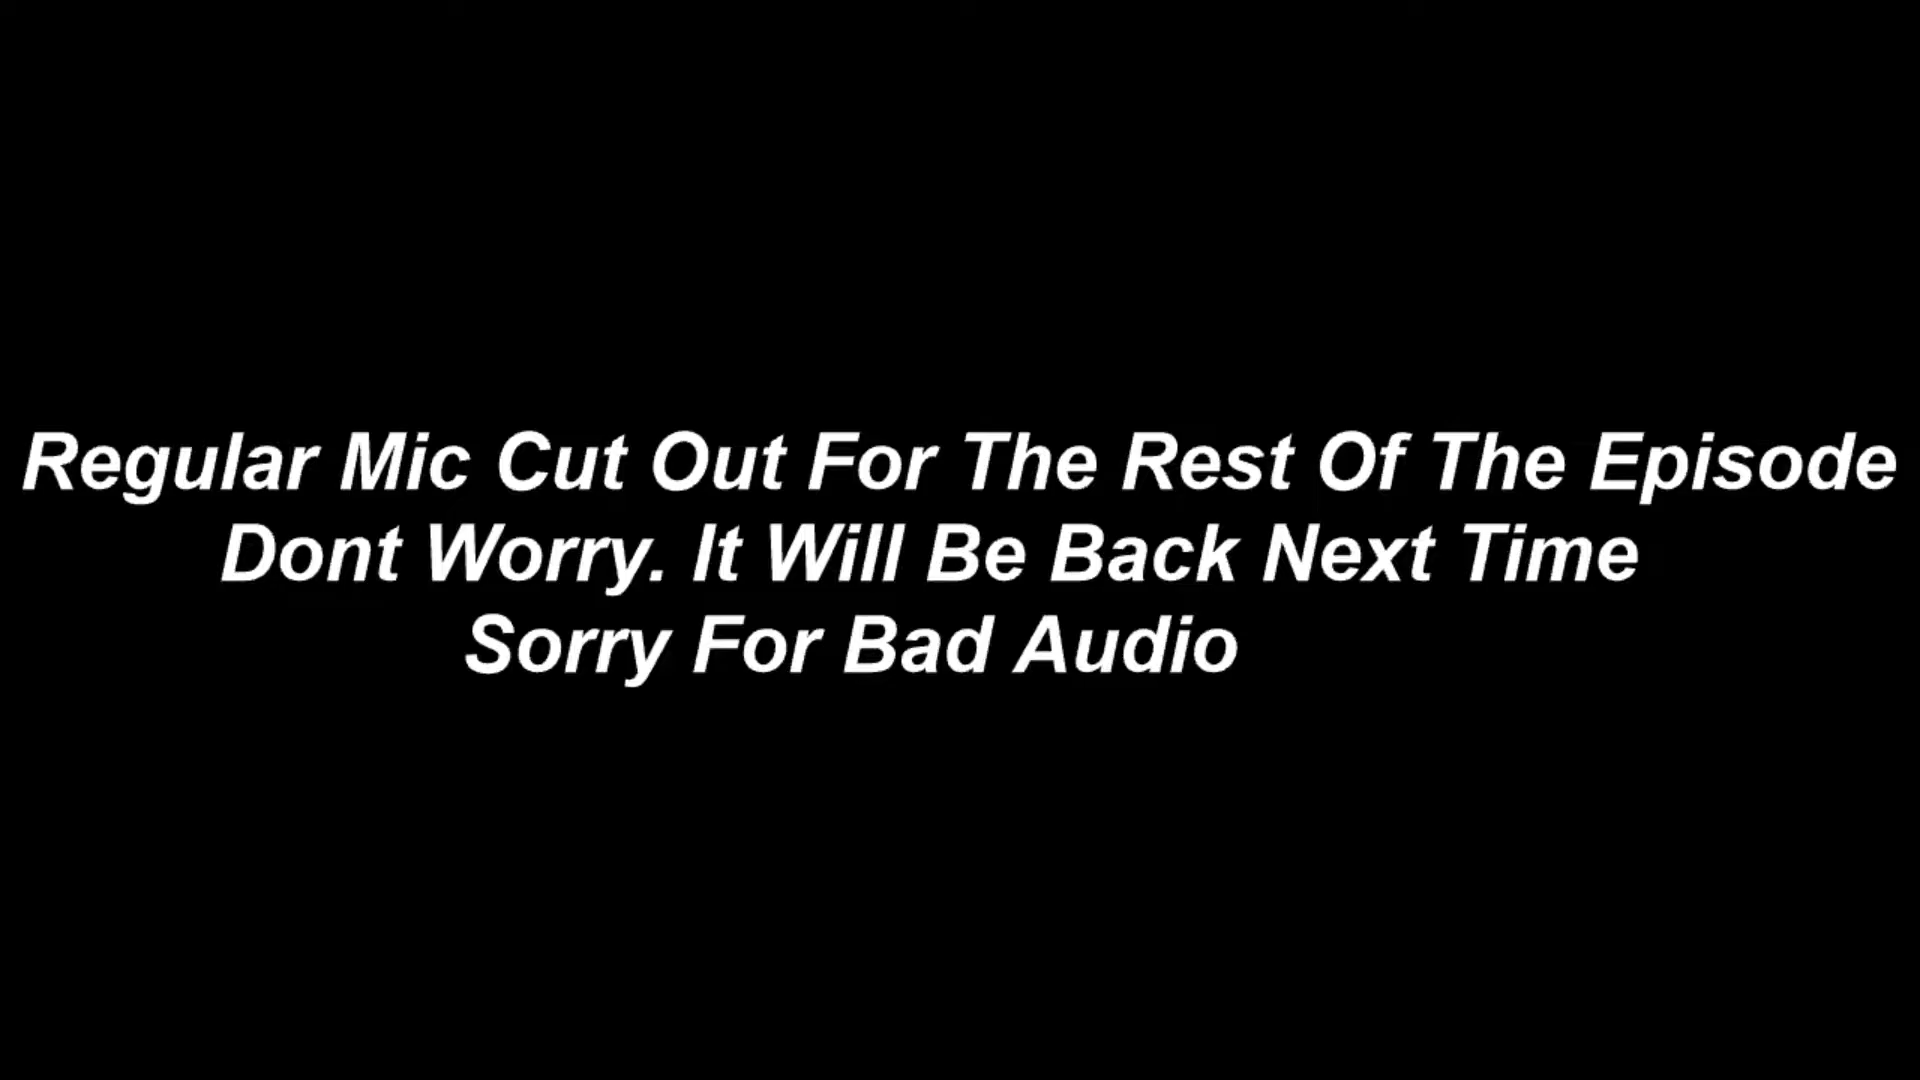 Regular Mic Cut Out For The Rest Of The Episode
Dont Worry. It Will Be Back Next Time
Sorry For Bad Audio